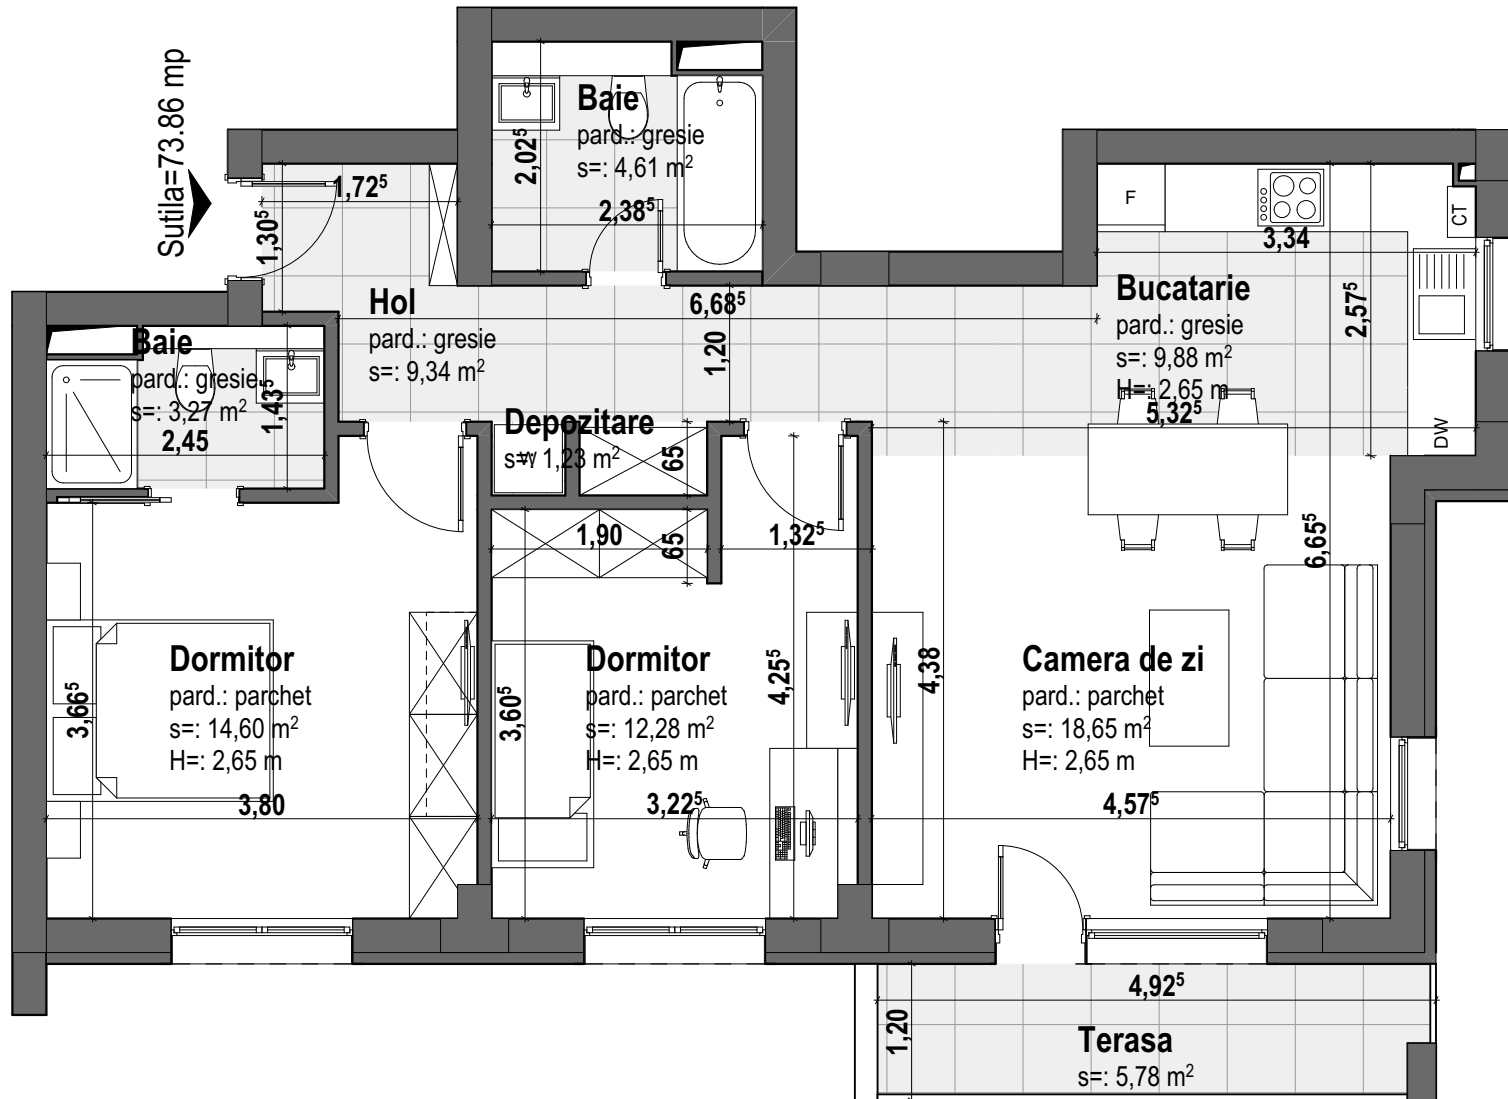 Sutila=73.86 mp
Baie
pard.: gresie
s=: 4,61 m²
2,02⁵
2,38⁵
1,72⁵
1,30⁵
F
3,34
CT
Hol
pard.: gresie
s=: 9,34 m²
6,68⁵
1,20
Bucatarie
pard.: gresie
s=: 9,88 m²
H=: 2,65 m
2,57⁵
5,32⁵
DW
Baie
pard.: gresie
s=: 3,27 m²
1,43⁵
2,45
Depozitare
s=: 1,23 m²
W
65
1,90
65
1,32⁵
6,65⁵
Dormitor
pard.: parchet
s=: 14,60 m²
H=: 2,65 m
3,66⁵
3,80
Dormitor
pard.: parchet
s=: 12,28 m²
H=: 2,65 m
3,60⁵
4,25⁵
3,22⁵
4,38
Camera de zi
pard.: parchet
s=: 18,65 m²
H=: 2,65 m
4,57⁵
4,92⁵
1,20
Terasa
s=: 5,78 m²